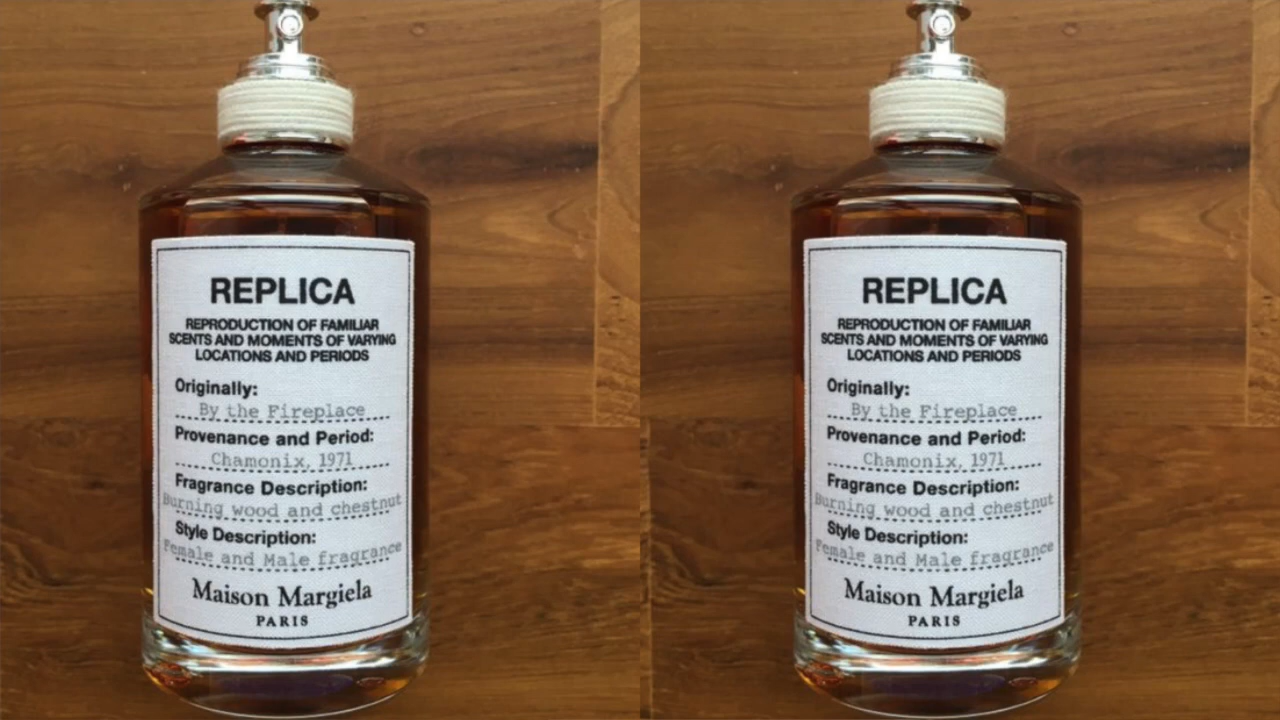 REPLICA
REPRODUCTION OF FAMILIAR
SCENTS AND MOMENTS OF VARYING
LOCATIONS AND PERIODS
Originally:
By the Fireplace
Provenance and Period:
Chamonix, 1971
Fragrance Description:
Burning wood and chestnut
Style Description:
Female and Male fragrance
Maison Margiela
PARIS
REPLICA
REPRODUCTION OF FAMILIAR
SCENTS AND MOMENTS OF VARYING
LOCATIONS AND PERIODS
Originally:
By the Fireplace
Provenance and Period:
Chamonix, 1971
Fragrance Description:
Burning wood and chestnut
Style Description:
Female and Male fragrance
Maison Margiela
PARIS